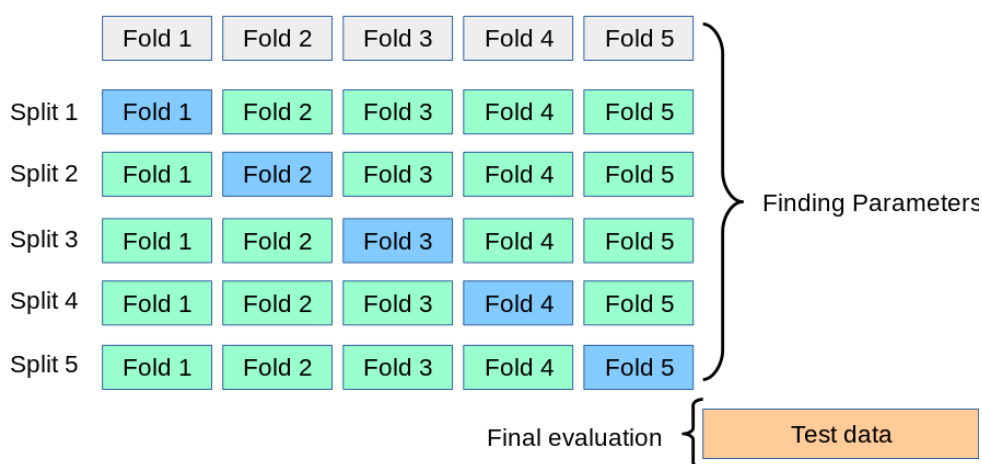 Fold 1 Fold 2 Fold 3 Fold 4 Fold 5
Split 1 Fold 1 Fold 2 Fold 3 Fold 4 Fold 5
Split 2 Fold 1 Fold 2 Fold 3 Fold 4 Fold 5
Finding Parameters
Split 3 Fold 1 Fold 2 Fold 3 Fold 4 Fold 5
Split 4 Fold 1 Fold 2 Fold 3 Fold 4 Fold 5
Split 5 Fold 1 Fold 2 Fold 3 Fold 4 Fold 5
Final evaluation Test data